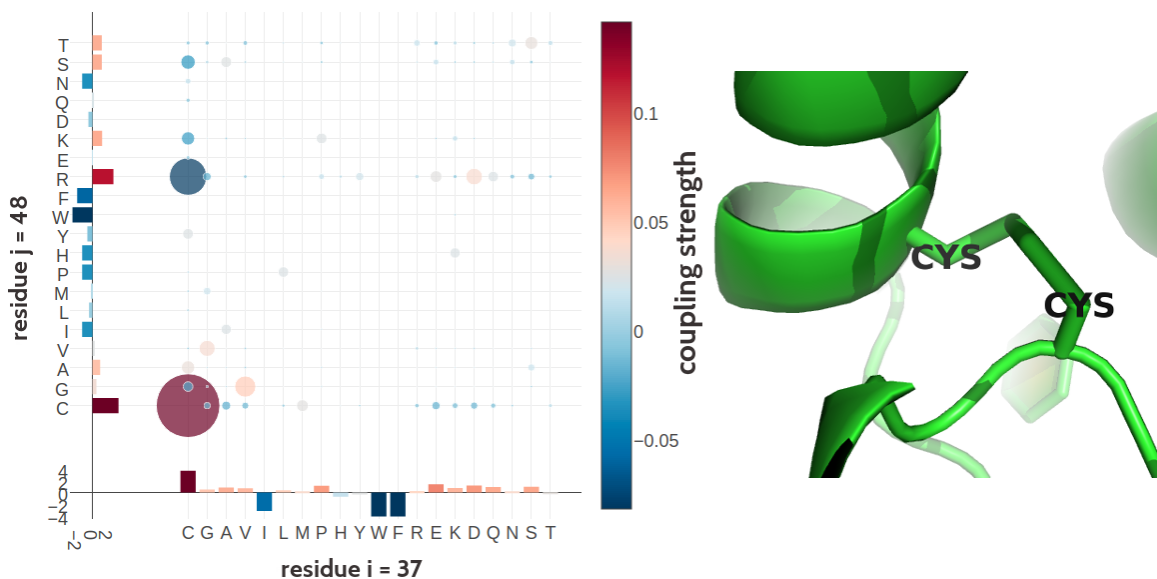 T
S
N
Q
D
K
E
R
F
W
Y
H
P
M
L
I
V
A
G
C
residue j = 48
4
2
0
−2
−4
−2
0
2
C G A V I L M P H Y W F R E K D Q N S T
residue i = 37
0.1
0.05
0
−0.05
coupling strength
CYS
CYS